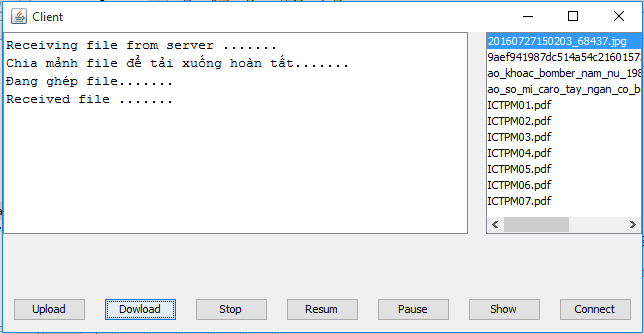 Client
Receiving file from server .......
Chia mảnh file để tải xuống hoàn tất.......
Đang ghép file.......
Received file .......
20160727150203_68437.jpg
9aef941987dc514a54c2160157
ao_khoac_bomber_nam_nu_198
ao_so_mi_caro_tay_ngan_co_b
ICTPM01.pdf
ICTPM02.pdf
ICTPM03.pdf
ICTPM04.pdf
ICTPM05.pdf
ICTPM06.pdf
ICTPM07.pdf
Upload Dowload Stop Resum Pause Show Connect